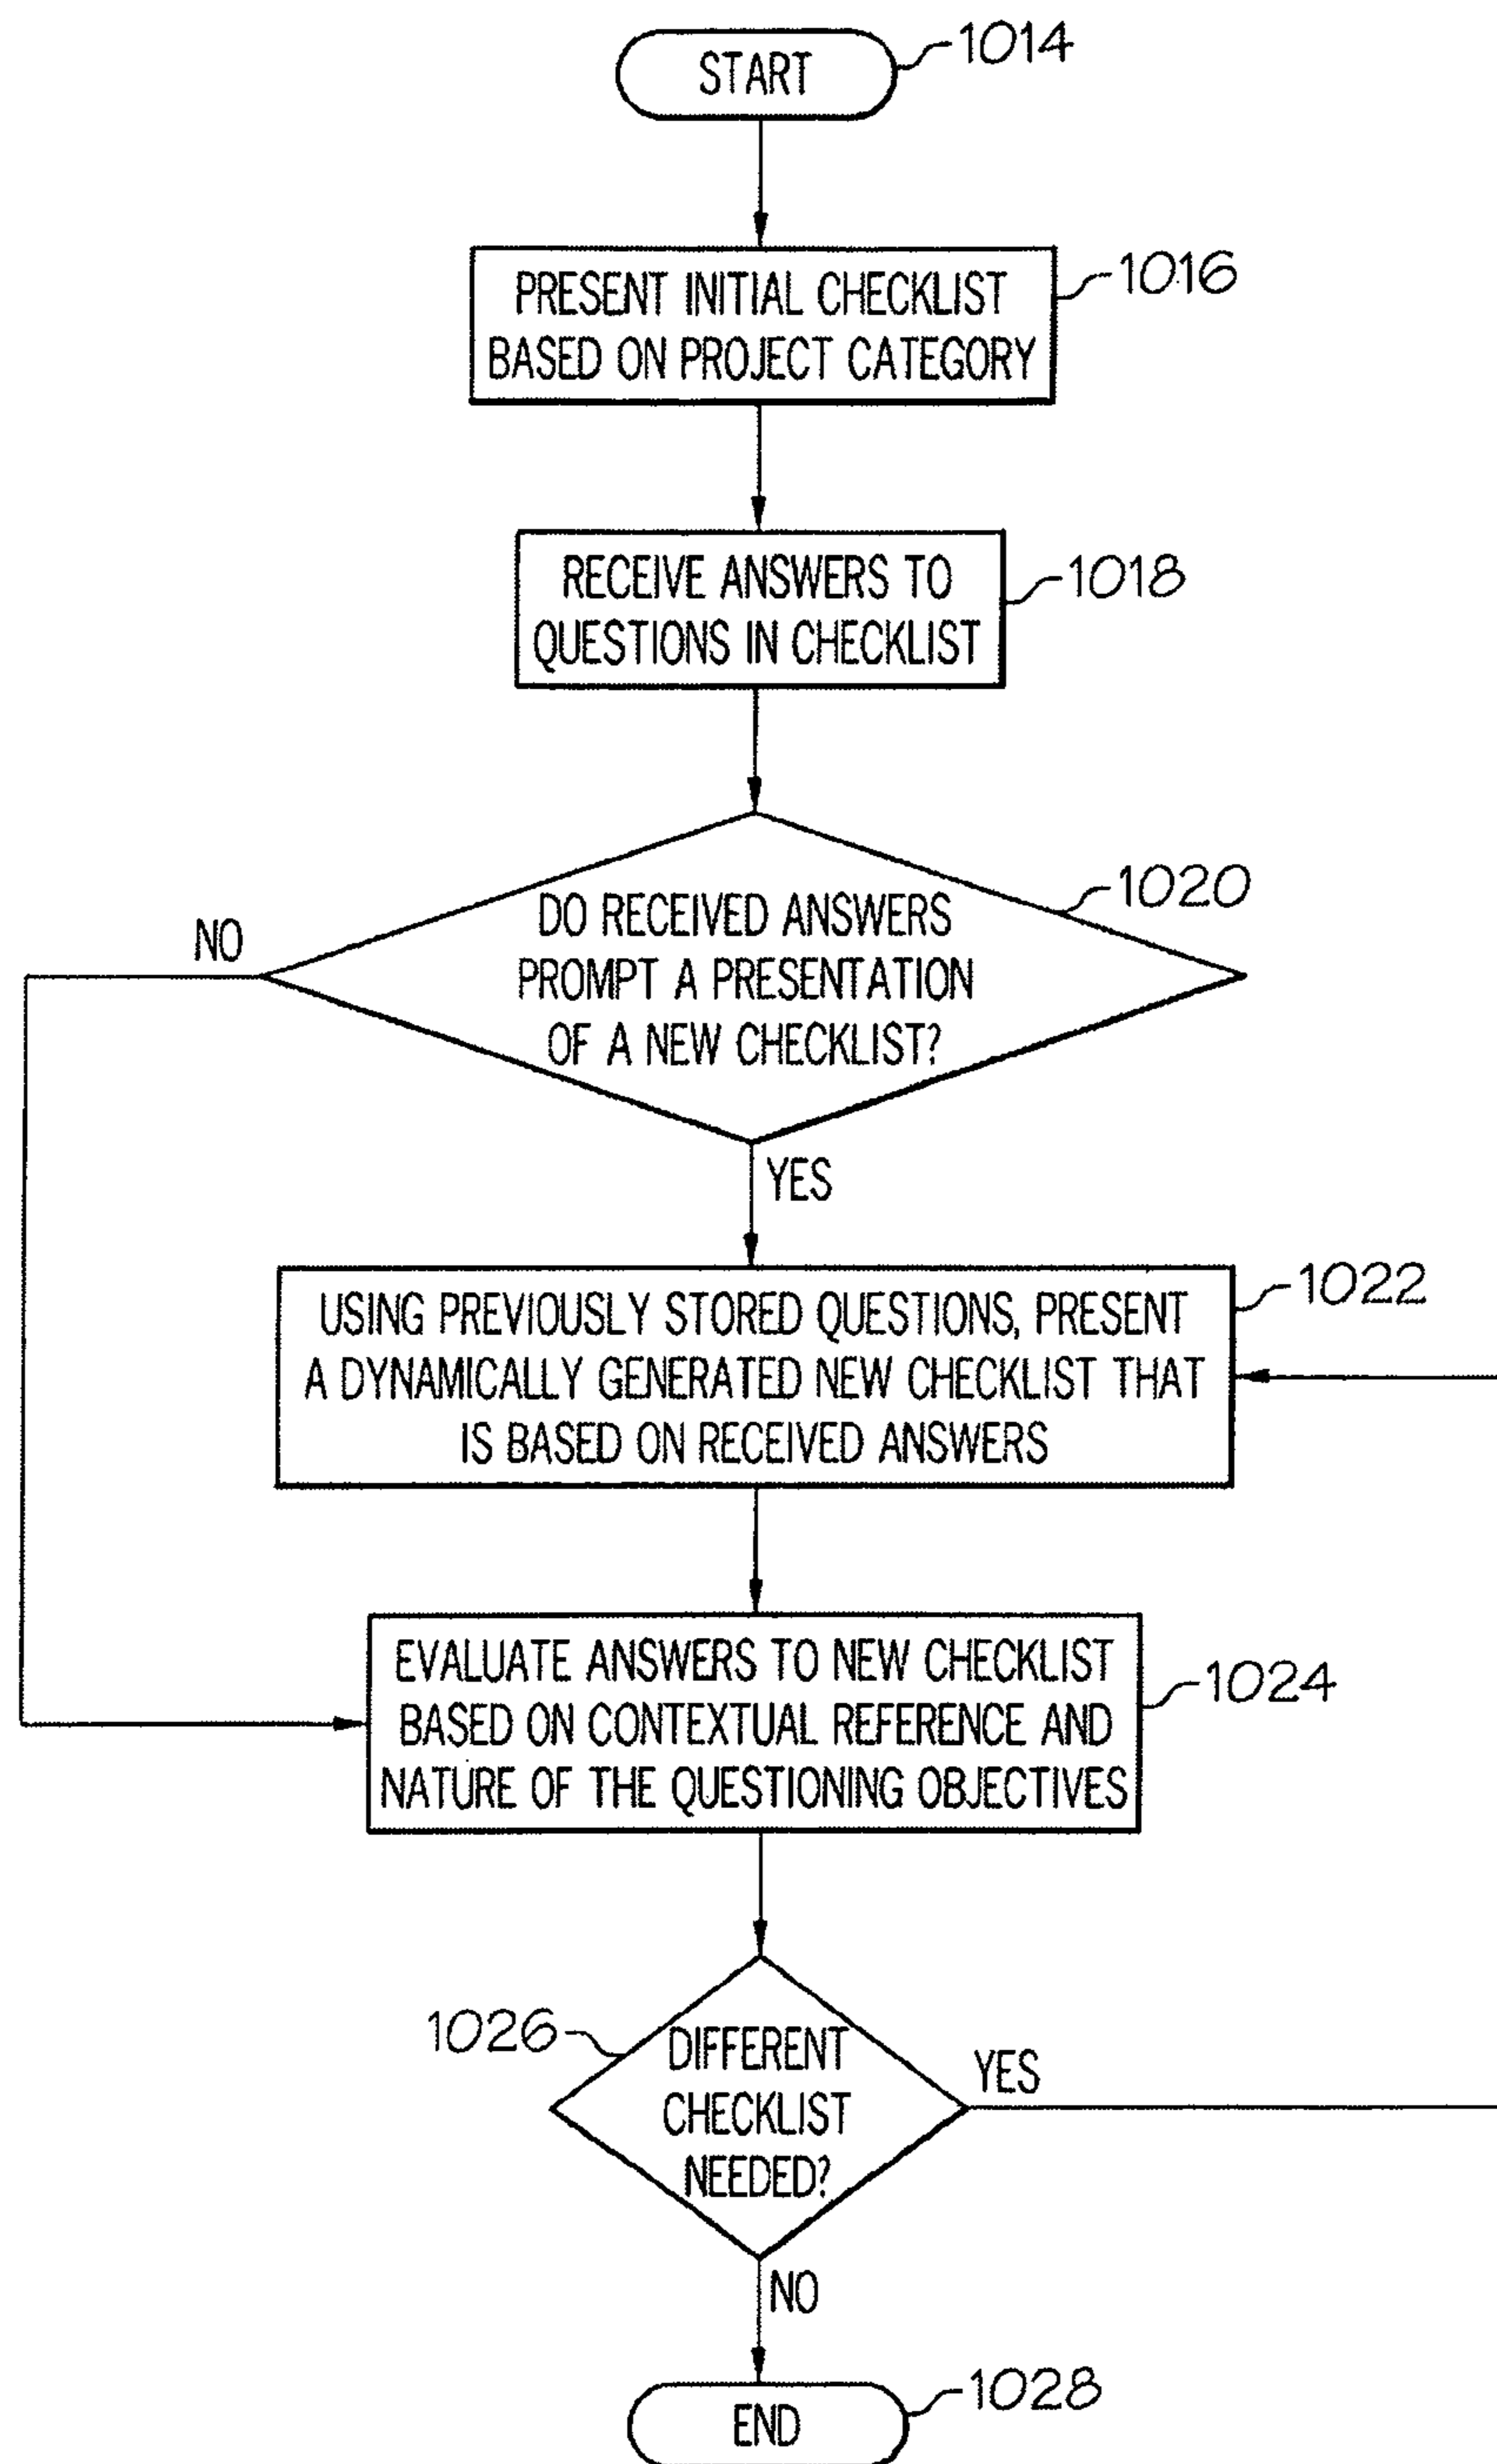 START
1014
PRESENT INITIAL CHECKLIST
BASED ON PROJECT CATEGORY
1016
RECEIVE ANSWERS TO
QUESTIONS IN CHECKLIST
1018
DO RECEIVED ANSWERS
PROMPT A PRESENTATION
OF A NEW CHECKLIST?
1020
NO
YES
USING PREVIOUSLY STORED QUESTIONS, PRESENT
A DYNAMICALLY GENERATED NEW CHECKLIST THAT
IS BASED ON RECEIVED ANSWERS
1022
EVALUATE ANSWERS TO NEW CHECKLIST
BASED ON CONTEXTUAL REFERENCE AND
NATURE OF THE QUESTIONING OBJECTIVES
1024
1026
DIFFERENT
CHECKLIST
NEEDED?
YES
NO
END
1028